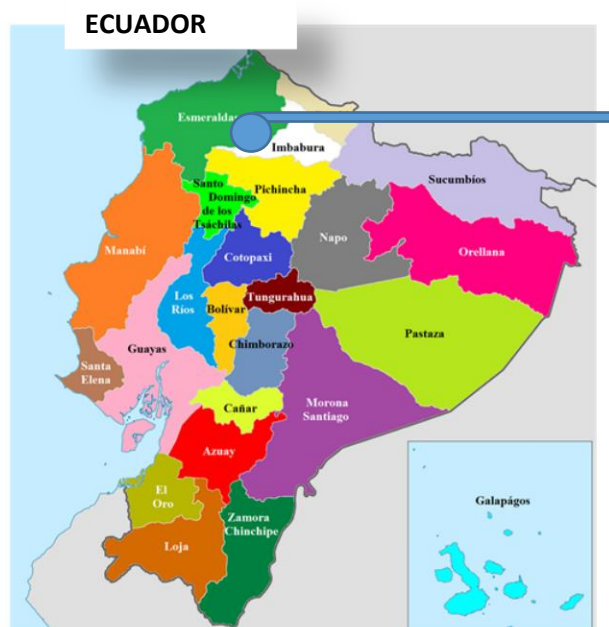 ECUADOR
Esmeraldas
Imbabura
Sucumbíos
Santo
Domingo
de los
Tsáchilas
Pichincha
Napo
Orellana
Manabí
Cotopaxi
Los
Ríos
Bolívar
Tungurahua
Pastaza
Guayas
Chimborazo
Santa
Elena
Morona
Santiago
Cañar
Azuay
El
Oro
Zamora
Chinchipe
Loja
Galapágos